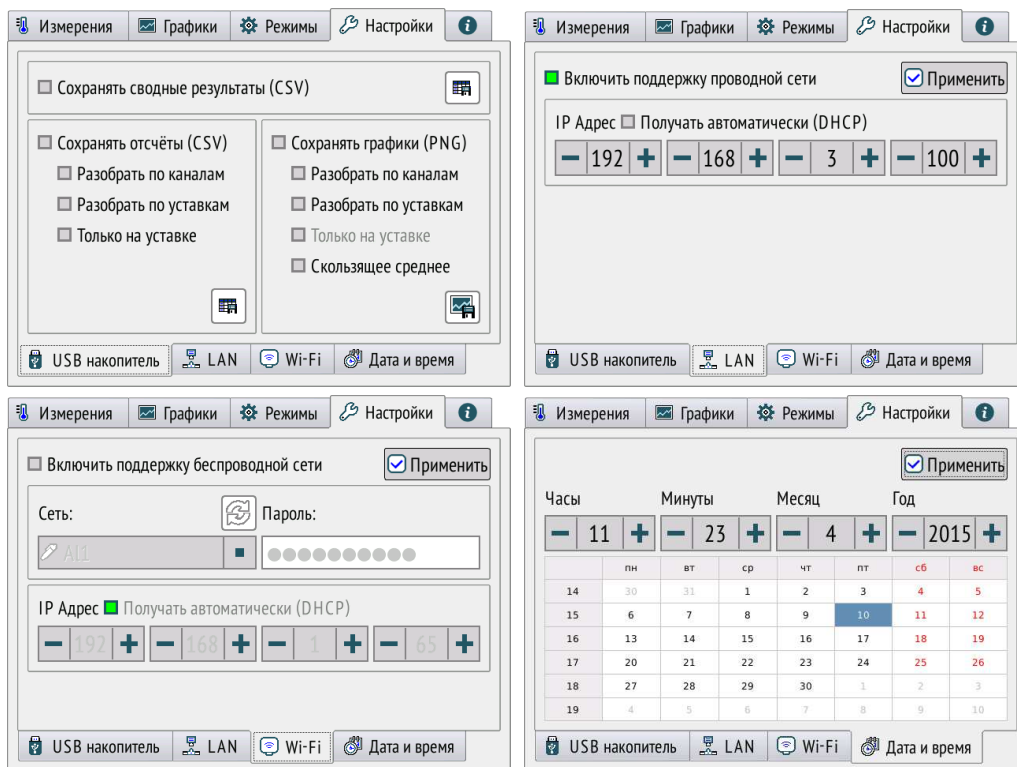 Измерения Графики Режимы Настройки i
Сохранять сводные результаты (CSV)
Сохранять отсчёты (CSV)
Разобрать по каналам
Разобрать по уставкам
Только на уставке
Сохранять графики (PNG)
Разобрать по каналам
Разобрать по уставкам
Только на уставке
Скользящее среднее
USB накопитель LAN Wi-Fi Дата и время
Измерения Графики Режимы Настройки i
Включить поддержку проводной сети Применить
IP Адрес Получать автоматически (DHCP)
− 192 + − 168 + − 3 + − 100 +
USB накопитель LAN Wi-Fi Дата и время
Измерения Графики Режимы Настройки i
Включить поддержку беспроводной сети Применить
Сеть: Пароль:
Al1 ●●●●●●●●●●
IP Адрес Получать автоматически (DHCP)
− 192 + − 168 + − 1 + − 65 +
USB накопитель LAN Wi-Fi Дата и время
Измерения Графики Режимы Настройки i
Применить
Часы Минуты Месяц Год
− 11 + − 23 + − 4 + − 2015 +
пн вт ср чт пт сб вс
14 30 31 1 2 3 4 5
15 6 7 8 9 10 11 12
16 13 14 15 16 17 18 19
17 20 21 22 23 24 25 26
18 27 28 29 30 1 2 3
19 4 5 6 7 8 9 10
USB накопитель LAN Wi-Fi Дата и время